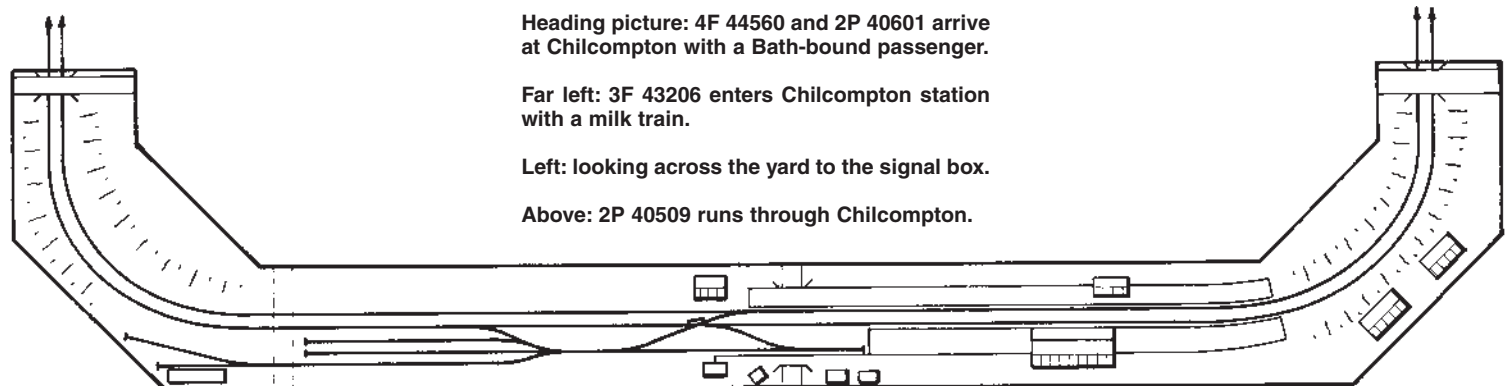 Heading picture: 4F 44560 and 2P 40601 arrive
at Chilcompton with a Bath-bound passenger.
Far left: 3F 43206 enters Chilcompton station
with a milk train.
Left: looking across the yard to the signal box.
Above: 2P 40509 runs through Chilcompton.